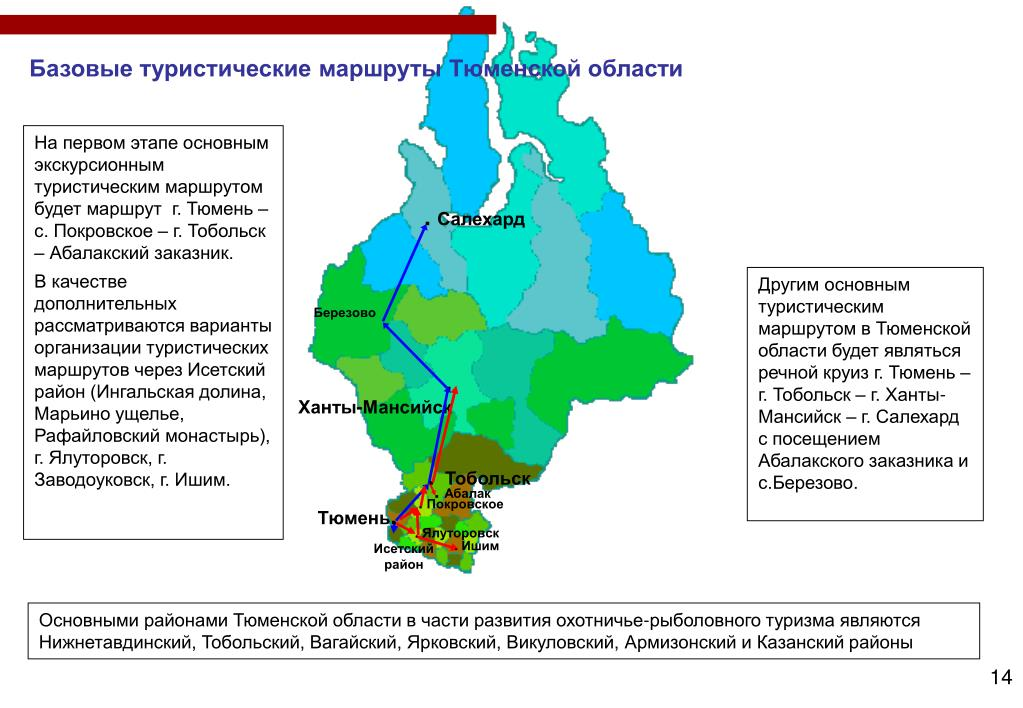 Базовые туристические маршруты Тюменской области
На первом этапе основным
экскурсионным
туристическим маршрутом
будет маршрут г. Тюмень –
с. Покровское – г. Тобольск
– Абалакский заказник.
В качестве
дополнительных
рассматриваются варианты
организации туристических
маршрутов через Исетский
район (Ингальская долина,
Марьино ущелье,
Рафайловский монастырь),
г. Ялуторовск, г.
Заводоуковск, г. Ишим.
Салехард
Березово
Ханты-Мансийск
Тобольск
Абалак
Покровское
Тюмень
Ялуторовск
Ишим
Исетский
район
Другим основным
туристическим
маршрутом в Тюменской
области будет являться
речной круиз г. Тюмень –
г. Тобольск – г. Ханты-
Мансийск – г. Салехард
с посещением
Абалакского заказника и
с.Березово.
Основными районами Тюменской области в части развития охотничье-рыболовного туризма являются
Нижнетавдинский, Тобольский, Вагайский, Ярковский, Викуловский, Армизонский и Казанский районы
14